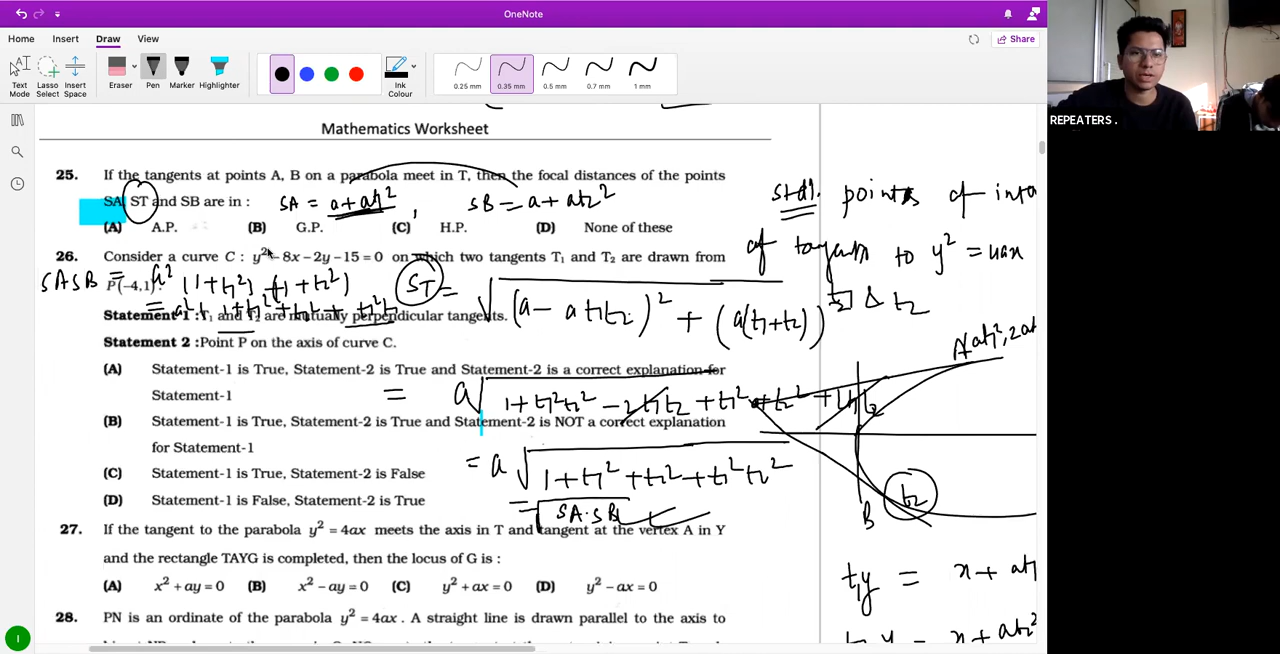 OneNote
Home Insert Draw View
Share
Text Mode
Lasso Select
Insert Space
Eraser
Pen
Marker
Highlighter
Ink Colour
0.25 mm
0.35 mm
0.5 mm
0.7 mm
1 mm
REPEATERS .
Mathematics Worksheet
25. If the tangents at points A, B on a parabola meet in T, then the focal distances of the points
SA, ST and SB are in :
SA = a + at₁² , SB = a + at₂²
(A) A.P. (B) G.P. (C) H.P. (D) None of these
stdl. points of
of tangents to y² = 4ax
t₁ & t₂
26. Consider a curve C : y² - 8x - 2y - 15 = 0 on which two tangents T₁ and T₂ are drawn from
P(-4, 1).
SA SB = a² (1 + t₁²) (1 + t₂²)
= a² 1 + t₁² + t₂² + t₁²t₂²
ST = √(a - at₁t₂)² + (a(t₁+t₂))²
Statement 1 : T₁ and T₂ are mutually perpendicular tangents.
Statement 2 : Point P on the axis of curve C.
A at₁², 2at
(A) Statement-1 is True, Statement-2 is True and Statement-2 is a correct explanation for
Statement-1
= a √1 + t₁²t₂² - 2t₁t₂ + t₁² + t₂² + 2t₁t₂
(B) Statement-1 is True, Statement-2 is True and Statement-2 is NOT a correct explanation
for Statement-1
= a √1 + t₁² + t₂² + t₁²t₂²
(C) Statement-1 is True, Statement-2 is False
(D) Statement-1 is False, Statement-2 is True
= √SA·SB
t₂
B
27. If the tangent to the parabola y² = 4ax meets the axis in T and tangent at the vertex A in Y
and the rectangle TAYG is completed, then the locus of G is :
(A) x² + ay = 0 (B) x² - ay = 0 (C) y² + ax = 0 (D) y² - ax = 0
t₁y = x + at₁
28. PN is an ordinate of the parabola y² = 4ax . A straight line is drawn parallel to the axis to
y = x + at₂²
I